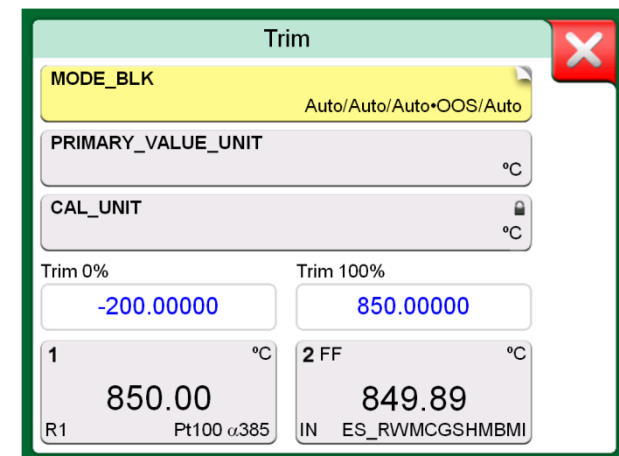 Trim
MODE_BLK
Auto/Auto/Auto•OOS/Auto
PRIMARY_VALUE_UNIT
ºC
CAL_UNIT
ºC
Trim 0%
Trim 100%
-200.00000
850.00000
1 ºC
850.00
R1 Pt100 α385
2 FF ºC
849.89
IN ES_RWMCGSHMBMI